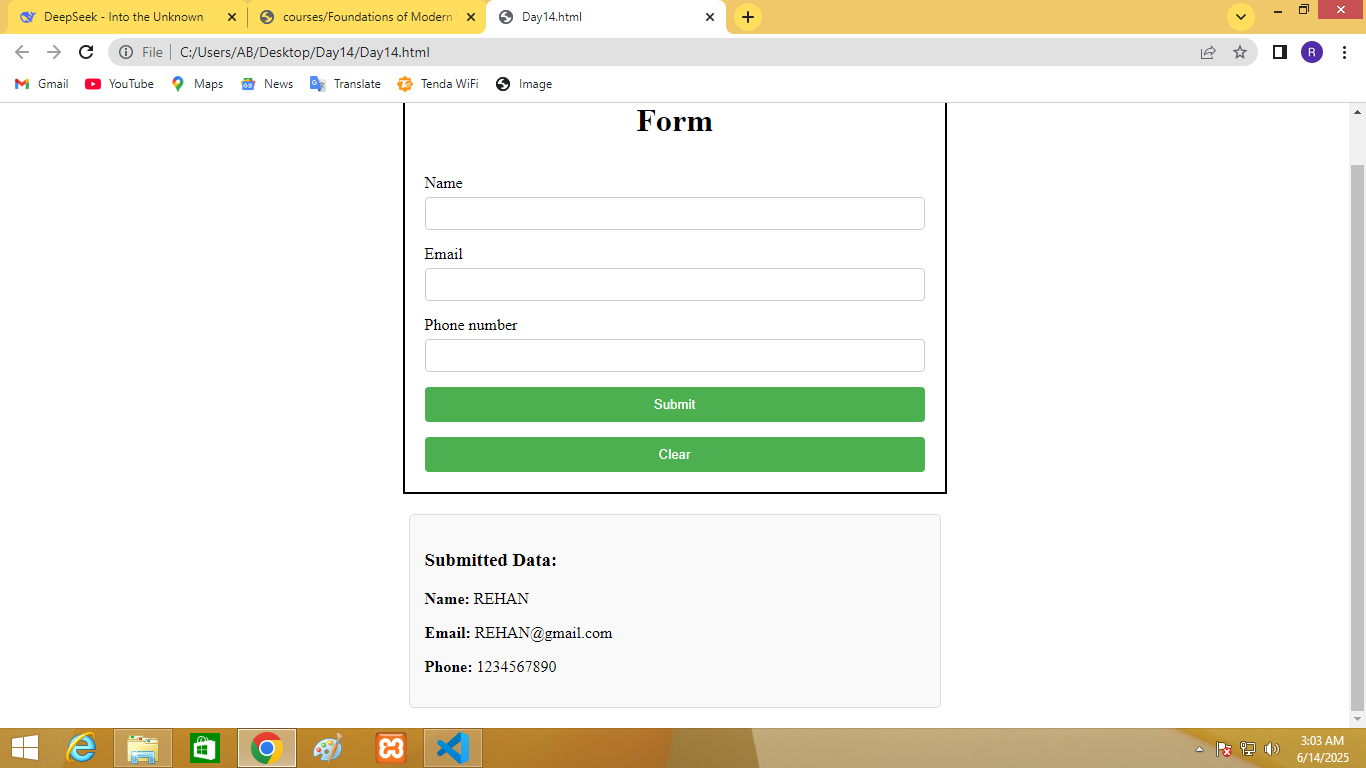 DeepSeek - Into the Unknown
courses/Foundations of Modern
Day14.html
File
C:/Users/AB/Desktop/Day14/Day14.html
R
Gmail
YouTube
Maps
News
Translate
Tenda WiFi
Image
Form
Name
Email
Phone number
Submit
Clear
Submitted Data:
Name: REHAN
Email: REHAN@gmail.com
Phone: 1234567890
3:03 AM
6/14/2025